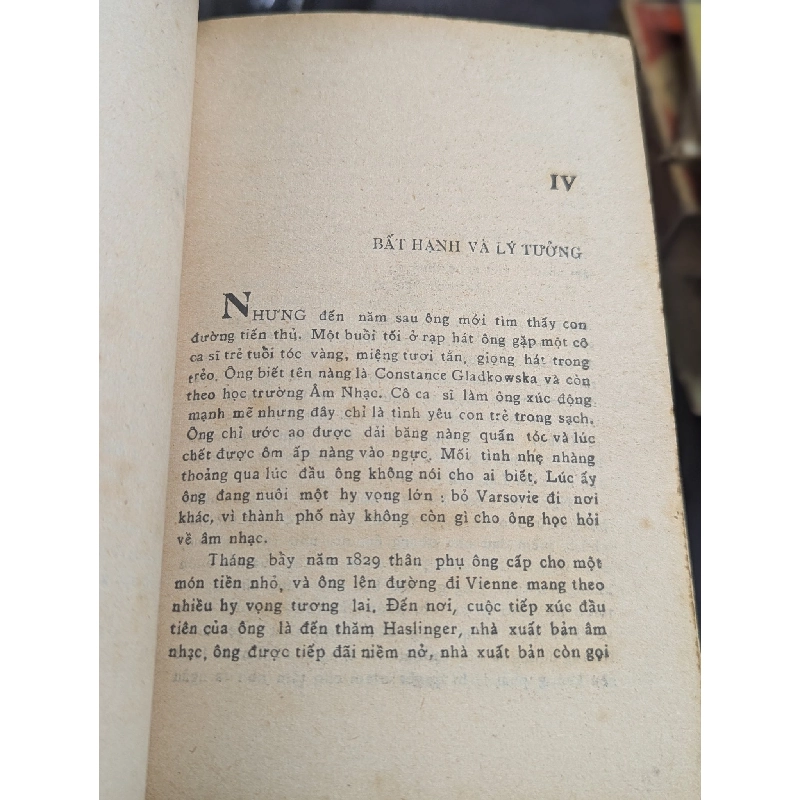 IV
BẤT HẠNH VÀ LÝ TƯỞNG
NHƯNG đến năm sau ông mới tìm thấy con
đường tiến thủ. Một buổi tối ở rạp hát ông gặp một cô
ca sĩ trẻ tuổi tóc vàng, miệng tươi tắn, giọng hát trong
trẻo. Ông biết tên nàng là Constance Gladkowska và còn
theo học trường Âm Nhạc. Cô ca sĩ làm ông xúc động
mạnh mẽ nhưng đây chỉ là tình yêu con trẻ trong sạch.
Ông chỉ ước ao được dải băng nàng quấn tóc và lúc
chết được ôm ấp nàng vào ngực. Mối tình nhẹ nhàng
thoảng qua lúc đầu ông không nói cho ai biết. Lúc ấy
ông đang nuôi một hy vọng lớn : bỏ Varsovie đi nơi
khác, vì thành phố này không còn gì cho ông học hỏi
về âm nhạc.
Tháng bảy năm 1829 thân phụ ông cấp cho một
món tiền nhỏ, và ông lên đường đi Vienne mang theo
nhiều hy vọng tương lai. Đến nơi, cuộc tiếp xúc đầu
tiên của ông là đến thăm Haslinger, nhà xuất bản âm
nhạc, ông được tiếp đãi niềm nở, nhà xuất bản còn gọi